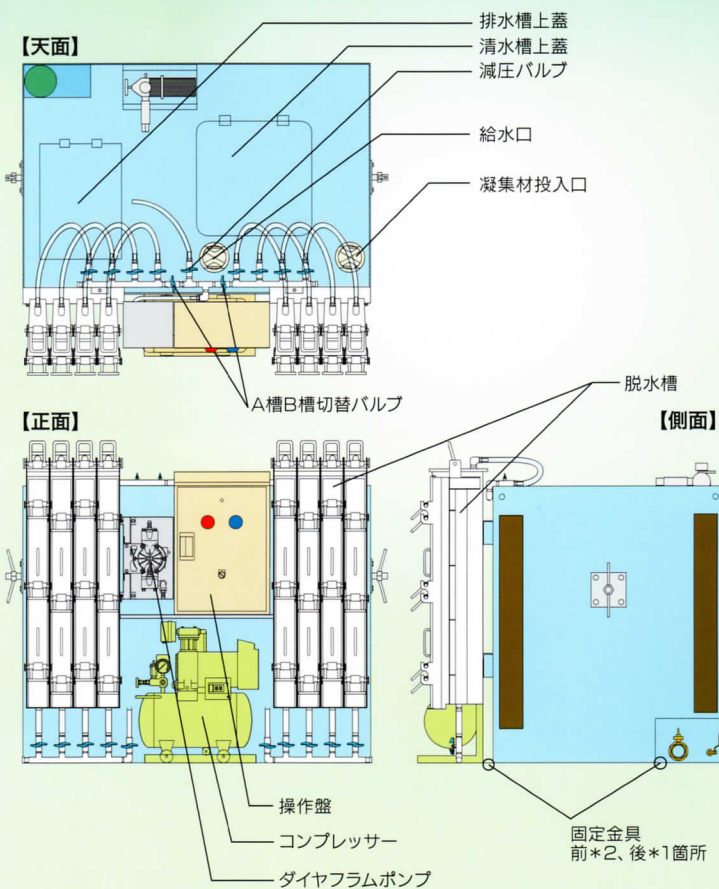 【天面】
排水槽上蓋
清水槽上蓋
減圧バルブ
給水口
凝集材投入口
A槽B槽切替バルブ
脱水槽
【正面】
【側面】
操作盤
コンプレッサー
ダイヤフラムポンプ
固定金具
前*2、後*1箇所